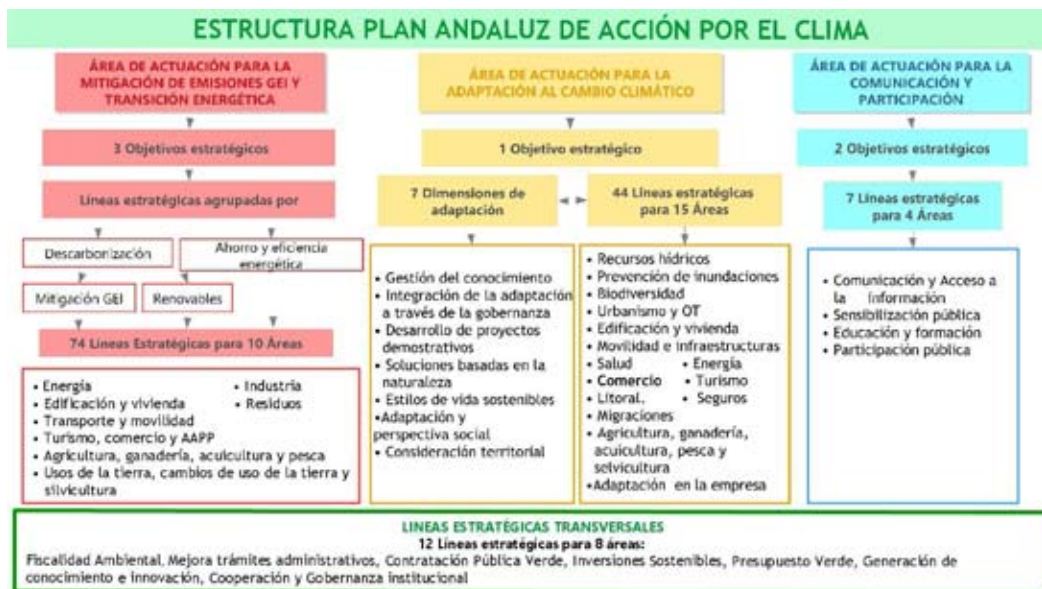 ESTRUCTURA PLAN ANDALUZ DE ACCIÓN POR EL CLIMA
ÁREA DE ACTUACIÓN PARA LA
MITIGACIÓN DE EMISIONES GEI Y
TRANSICIÓN ENERGÉTICA
3 Objetivos estratégicos
Líneas estratégicas agrupadas por
Descarbonización
Ahorro y eficiencia
energética
Mitigación GEI
Renovables
74 Líneas Estratégicas para 10 Áreas
• Energía
• Industria
• Edificación y vivienda
• Residuos
• Transporte y movilidad
• Turismo, comercio y AAPP
• Agricultura, ganadería, acuicultura y pesca
• Usos de la tierra, cambios de uso de la tierra y
silvicultura
ÁREA DE ACTUACIÓN PARA LA
ADAPTACIÓN AL CAMBIO CLIMÁTICO
1 Objetivo estratégico
7 Dimensiones de
adaptación
• Gestión del conocimiento
• Integración de la adaptación
a través de la gobernanza
• Desarrollo de proyectos
demostrativos
• Soluciones basadas en la
naturaleza
• Estilos de vida sostenibles
•Adaptación y
perspectiva social
• Consideración territorial
44 Líneas estratégicas
para 15 Áreas
• Recursos hídricos
• Prevención de inundaciones
• Biodiversidad
• Urbanismo y OT
• Edificación y vivienda
• Movilidad e infraestructuras
• Salud • Energía
• Comercio • Turismo
• Litoral. • Seguros
• Migraciones
• Agricultura, ganadería,
acuicultura, pesca y
selvicultura
•Adaptación en la empresa
ÁREA DE ACTUACIÓN PARA LA
COMUNICACIÓN Y
PARTICIPACIÓN
2 Objetivos estratégicos
7 Líneas estratégicas
para 4 Áreas
• Comunicación y Acceso a
la información
• Sensibilización pública
• Educación y formación
• Participación pública
LINEAS ESTRATÉGICAS TRANSVERSALES
12 Líneas estratégicas para 8 áreas:
Fiscalidad Ambiental, Mejora trámites administrativos, Contratación Pública Verde, Inversiones Sostenibles, Presupuesto Verde, Generación de
conocimiento e innovación, Cooperación y Gobernanza institucional